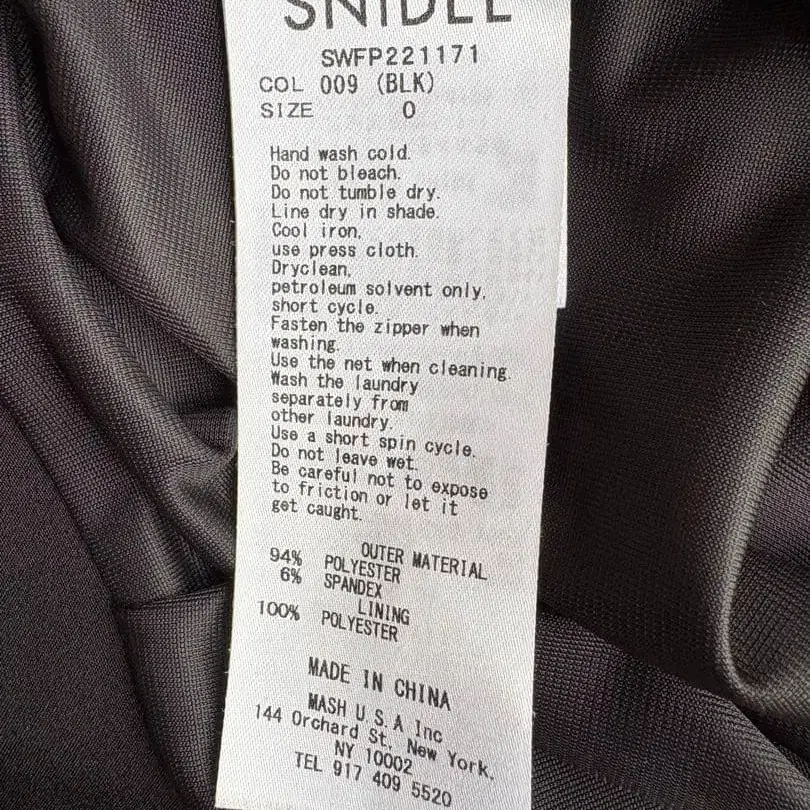 SNIDEL
SWFP221171
COL 009 (BLK)
SIZE 0
Hand wash cold.
Do not bleach.
Do not tumble dry.
Line dry in shade.
Cool iron,
use press cloth.
Dryclean,
petroleum solvent only,
short cycle.
Fasten the zipper when
washing.
Use the net when cleaning.
Wash the laundry
separately from
other laundry.
Use a short spin cycle.
Do not leave wet.
Be careful not to expose
to friction or let it
get caught.
OUTER MATERIAL
94% POLYESTER
6% SPANDEX
LINING
100% POLYESTER
MADE IN CHINA
MASH U.S.A Inc
144 Orchard St, New York,
NY 10002
TEL 917 409 5520